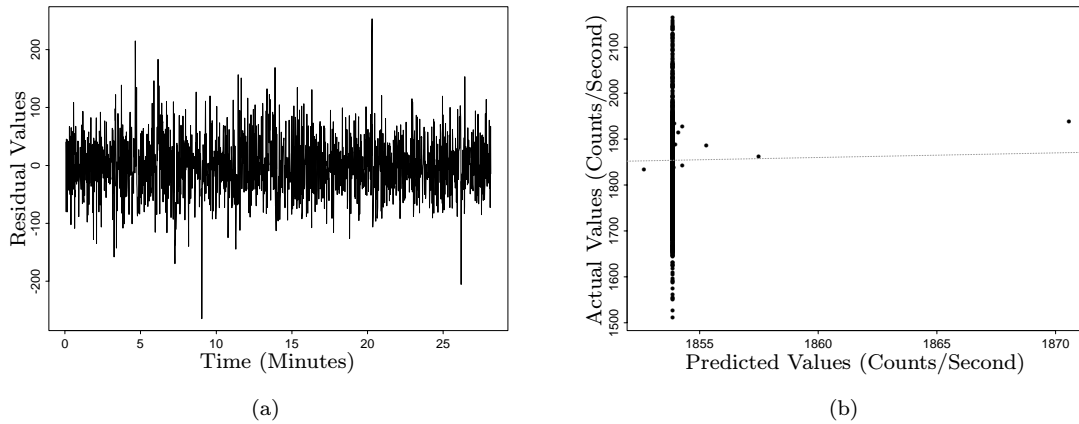 Residual Values
200
100
0
-100
-200
0 5 10 15 20 25
Time (Minutes)
(a)
Actual Values (Counts/Second)
2100
2000
1900
1800
1700
1600
1500
1855 1860 1865 1870
Predicted Values (Counts/Second)
(b)